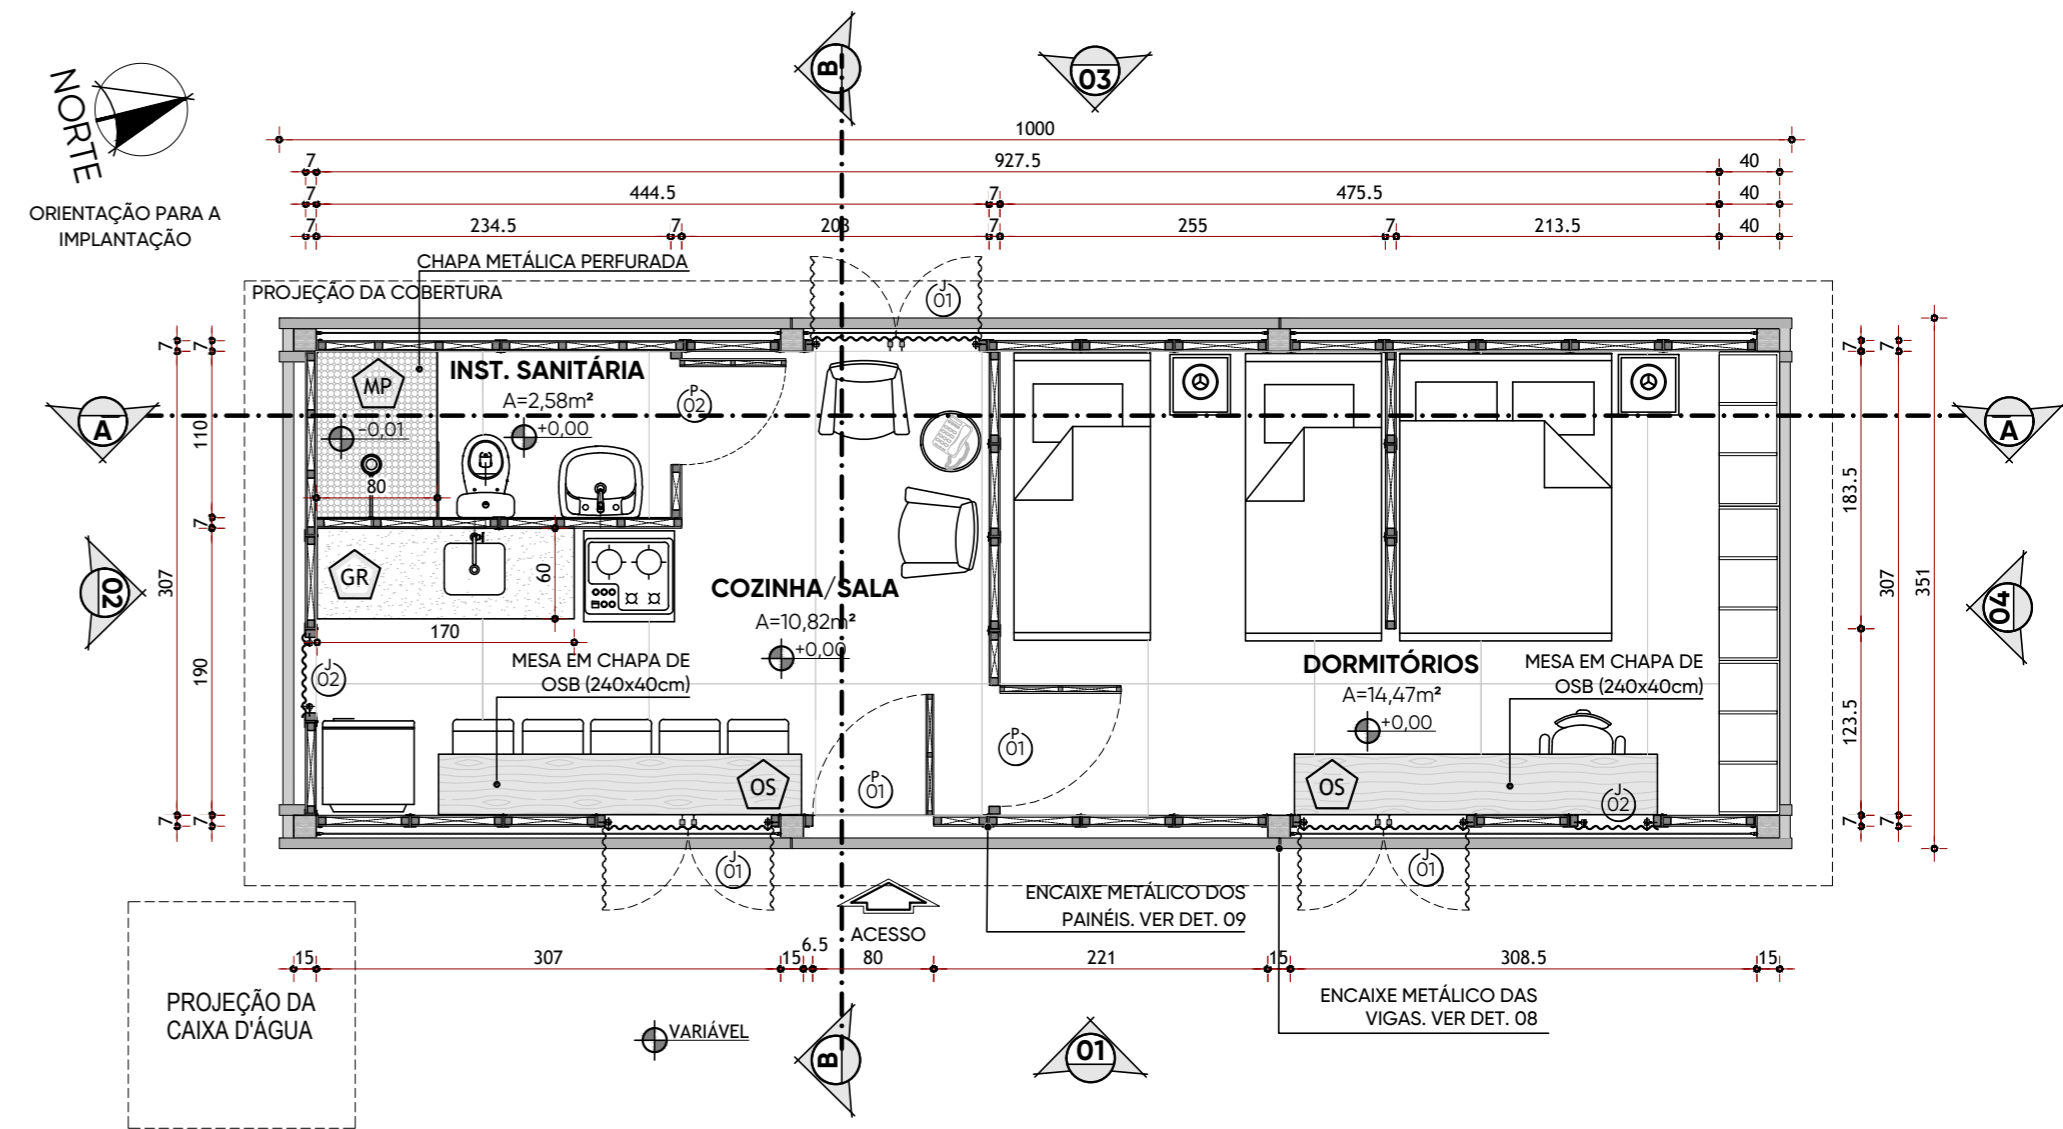 B
03
NORTE
ORIENTAÇÃO PARA A
IMPLANTAÇÃO
1000
7 927.5 40
7 444.5 7 475.5 40
7 234.5 7 203 7 255 7 213.5 40
CHAPA METÁLICA PERFURADA
PROJEÇÃO DA COBERTURA
J
01
7 7
7 7
MP
INST. SANITÁRIA
A=2,58m²
-0,01
+0,00
P
02
A
A
110
80
183.5
7
GR
60
COZINHA/SALA
A=10,82m²
+0,00
170
02
307
307
351
04
190
J
02
MESA EM CHAPA DE
OSB (240x40cm)
DORMITÓRIOS
A=14,47m²
+0,00
MESA EM CHAPA DE
OSB (240x40cm)
123.5
P
01
P
01
OS
OS
J
02
7 7
7 7
J
01
J
01
ENCAIXE METÁLICO DOS
PAINÉIS. VER DET. 09
ACESSO
15 307 15 6.5 80 221 15 308.5 15
PROJEÇÃO DA
CAIXA D'ÁGUA
ENCAIXE METÁLICO DAS
VIGAS. VER DET. 08
VARIÁVEL
B
01